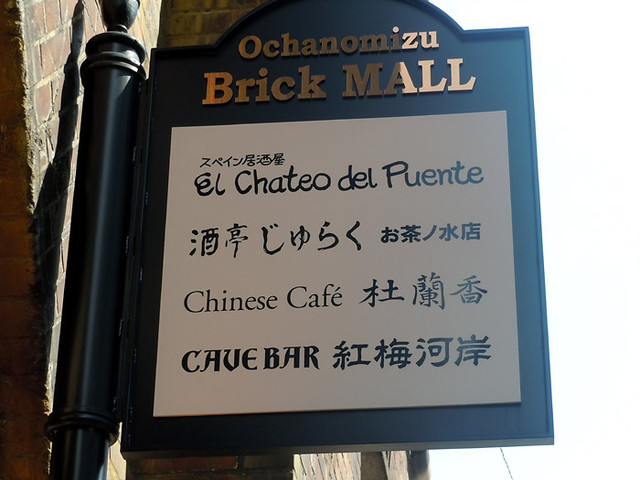 Ochanomizu
Brick MALL
スペイン居酒屋
el Chateo del Puente
酒亭 じゅらく お茶ノ水店
Chinese Café 杜蘭香
CAVE BAR 紅梅河岸